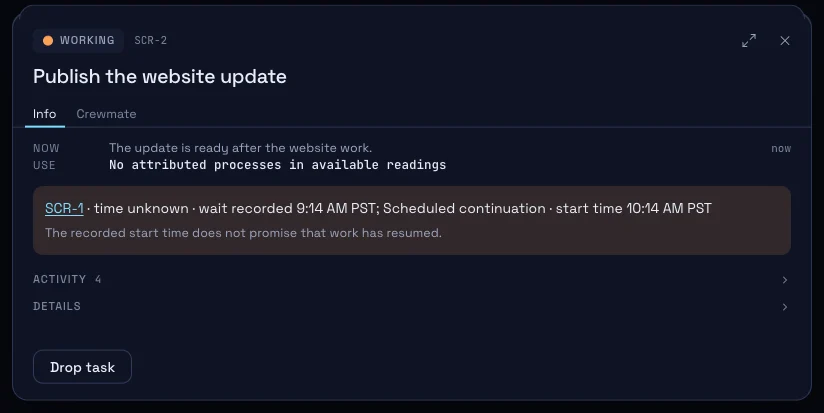 WORKING SCR-2
Publish the website update
Info Crewmate
NOW The update is ready after the website work. now
USE No attributed processes in available readings
SCR-1 · time unknown · wait recorded 9:14 AM PST; Scheduled continuation · start time 10:14 AM PST
The recorded start time does not promise that work has resumed.
ACTIVITY 4
DETAILS
Drop task